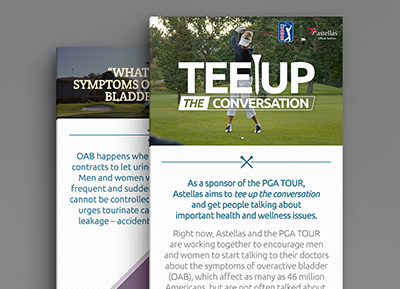 astellas
TEE UP
THE CONVERSATION
As a sponsor of the PGA TOUR,
Astellas aims to tee up the conversation
and get people talking about
important health and wellness issues.
Right now, Astellas and the PGA TOUR
are working together to encourage men
and women to start talking to their doctors
about the symptoms of overactive bladder
(OAB), which affect as many as 46 million
Americans, but are not often talked about
"WHAT
SYMPTOMS O
BLADDER
OAB happens whe
contracts to let urin
Men and women w
frequent and sudde
cannot be controlle
urges tourinate ca
leakage – accident